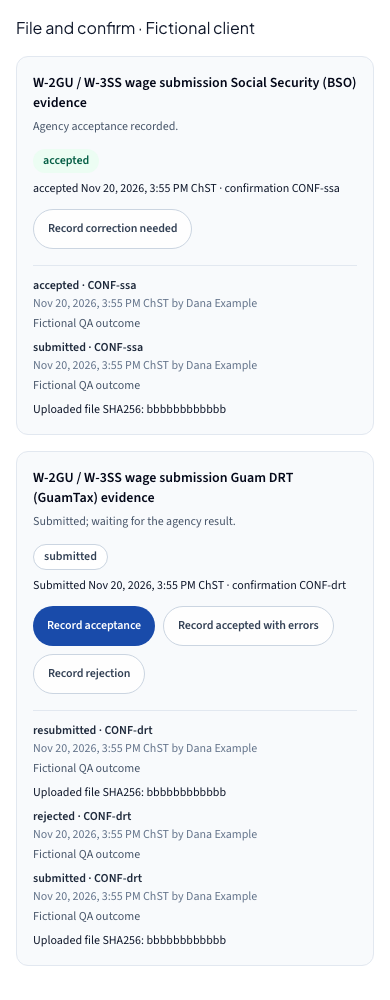 File and confirm · Fictional client
W-2GU / W-3SS wage submission Social Security (BSO)
evidence
Agency acceptance recorded.
accepted
accepted Nov 20, 2026, 3:55 PM ChST · confirmation CONF-ssa
Record correction needed
accepted · CONF-ssa
Nov 20, 2026, 3:55 PM ChST by Dana Example
Fictional QA outcome
submitted · CONF-ssa
Nov 20, 2026, 3:55 PM ChST by Dana Example
Fictional QA outcome
Uploaded file SHA256: bbbbbbbbbbbb
W-2GU / W-3SS wage submission Guam DRT
(GuamTax) evidence
Submitted; waiting for the agency result.
submitted
Submitted Nov 20, 2026, 3:55 PM ChST · confirmation CONF-drt
Record acceptance
Record accepted with errors
Record rejection
resubmitted · CONF-drt
Nov 20, 2026, 3:55 PM ChST by Dana Example
Fictional QA outcome
Uploaded file SHA256: bbbbbbbbbbbb
rejected · CONF-drt
Nov 20, 2026, 3:55 PM ChST by Dana Example
Fictional QA outcome
submitted · CONF-drt
Nov 20, 2026, 3:55 PM ChST by Dana Example
Fictional QA outcome
Uploaded file SHA256: bbbbbbbbbbbb